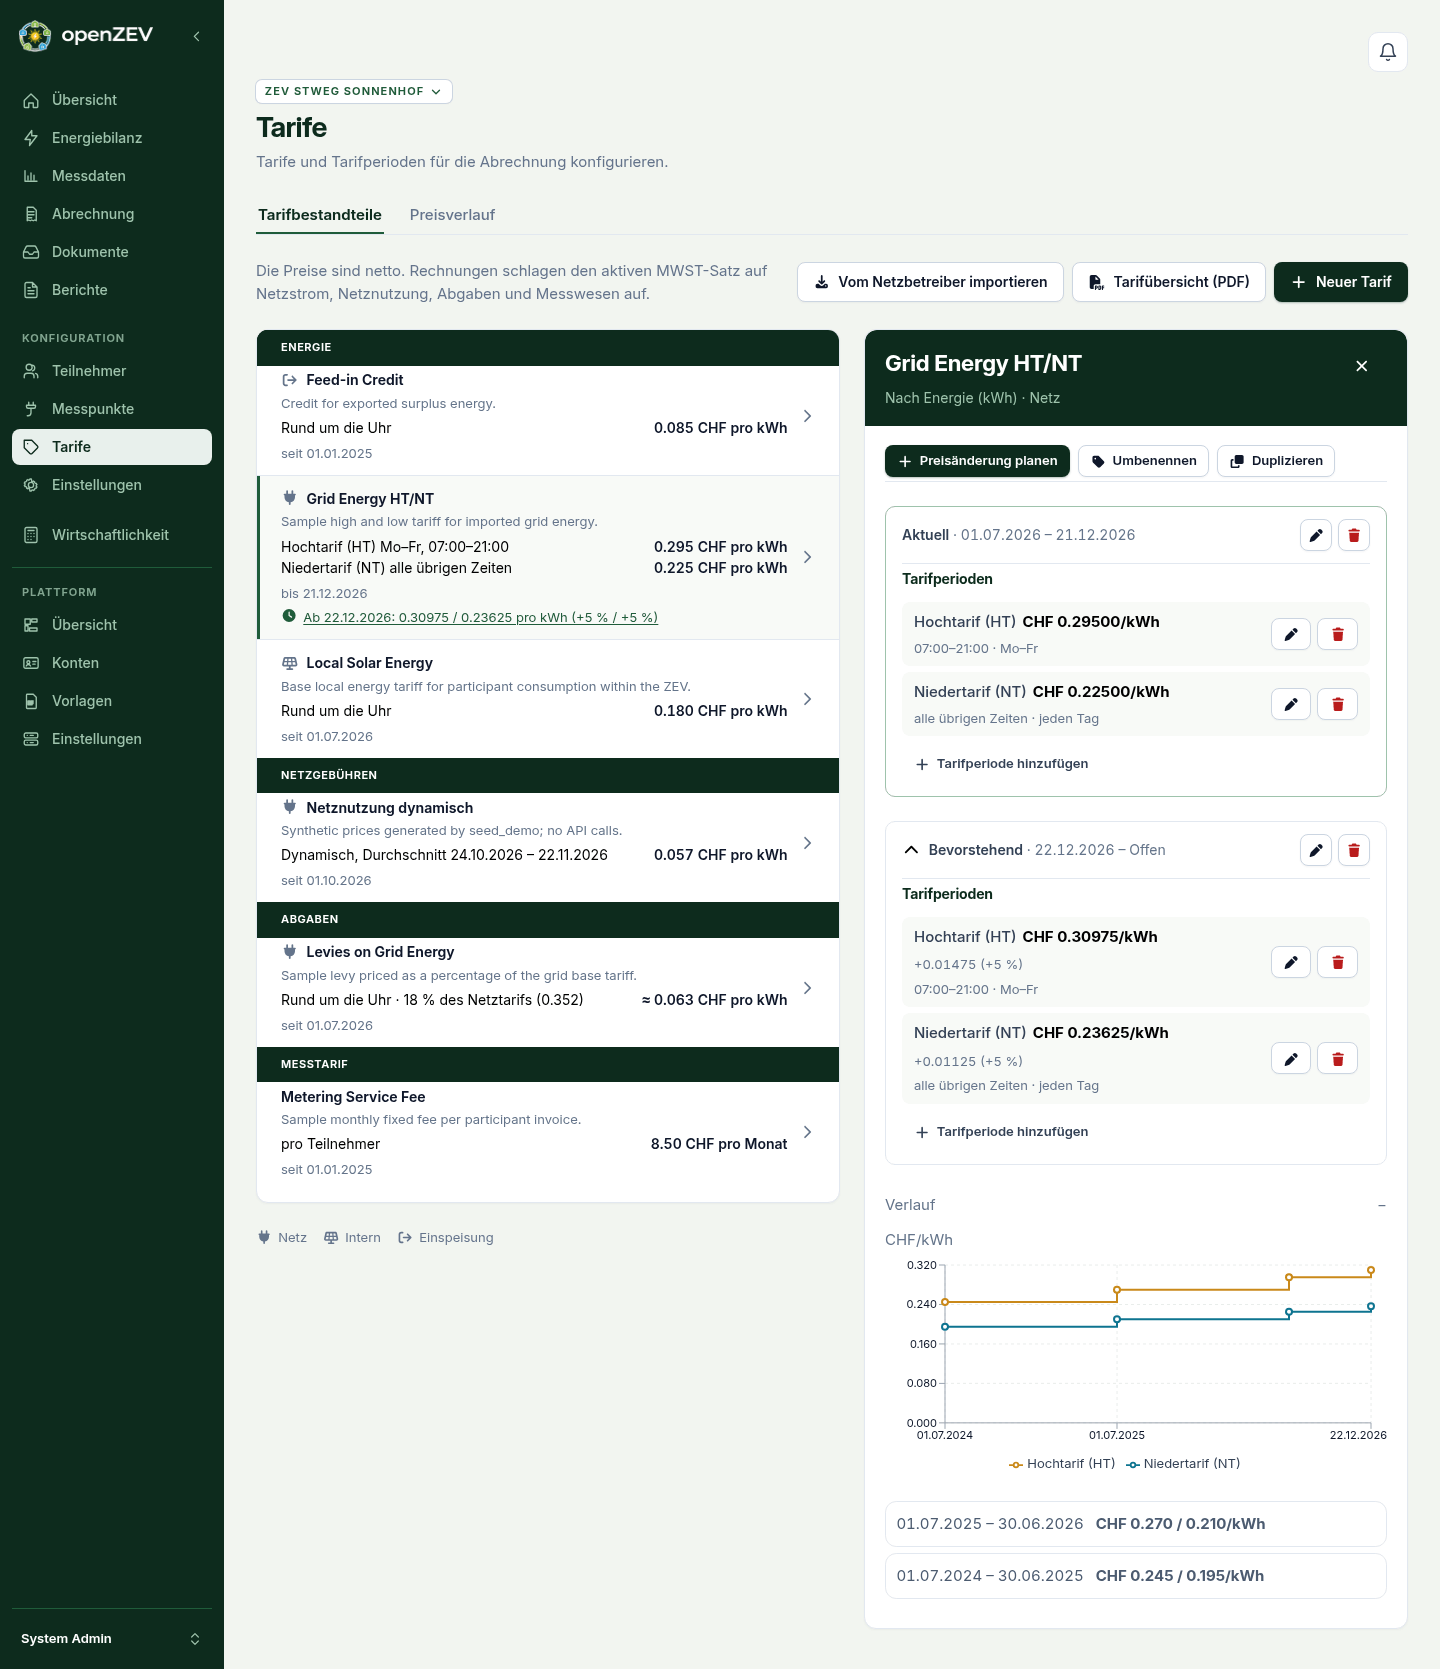 openZEV
Übersicht
Energiebilanz
Messdaten
Abrechnung
Dokumente
Berichte
KONFIGURATION
Teilnehmer
Messpunkte
Tarife
Einstellungen
Wirtschaftlichkeit
PLATTFORM
Übersicht
Konten
Vorlagen
Einstellungen
System Admin
ZEV STWEG SONNENHOF
Tarife
Tarife und Tarifperioden für die Abrechnung konfigurieren.
Tarifbestandteile Preisverlauf
Die Preise sind netto. Rechnungen schlagen den aktiven MWST-Satz auf
Netzstrom, Netznutzung, Abgaben und Messwesen auf.
Vom Netzbetreiber importieren Tarifübersicht (PDF) Neuer Tarif
ENERGIE
Feed-in Credit
Credit for exported surplus energy.
Rund um die Uhr 0.085 CHF pro kWh
seit 01.01.2025
Grid Energy HT/NT
Sample high and low tariff for imported grid energy.
Hochtarif (HT) Mo–Fr, 07:00–21:00 0.295 CHF pro kWh
Niedertarif (NT) alle übrigen Zeiten 0.225 CHF pro kWh
bis 21.12.2026
Ab 22.12.2026: 0.30975 / 0.23625 pro kWh (+5 % / +5 %)
Local Solar Energy
Base local energy tariff for participant consumption within the ZEV.
Rund um die Uhr 0.180 CHF pro kWh
seit 01.07.2026
NETZGEBÜHREN
Netznutzung dynamisch
Synthetic prices generated by seed_demo; no API calls.
Dynamisch, Durchschnitt 24.10.2026 – 22.11.2026 0.057 CHF pro kWh
seit 01.10.2026
ABGABEN
Levies on Grid Energy
Sample levy priced as a percentage of the grid base tariff.
Rund um die Uhr · 18 % des Netztarifs (0.352) ≈ 0.063 CHF pro kWh
seit 01.07.2026
MESSTARIF
Metering Service Fee
Sample monthly fixed fee per participant invoice.
pro Teilnehmer 8.50 CHF pro Monat
seit 01.01.2025
Netz Intern Einspeisung
Grid Energy HT/NT
Nach Energie (kWh) · Netz
Preisänderung planen Umbenennen Duplizieren
Aktuell · 01.07.2026 – 21.12.2026
Tarifperioden
Hochtarif (HT) CHF 0.29500/kWh
07:00–21:00 · Mo–Fr
Niedertarif (NT) CHF 0.22500/kWh
alle übrigen Zeiten · jeden Tag
Tarifperiode hinzufügen
Bevorstehend · 22.12.2026 – Offen
Tarifperioden
Hochtarif (HT) CHF 0.30975/kWh
+0.01475 (+5 %)
07:00–21:00 · Mo–Fr
Niedertarif (NT) CHF 0.23625/kWh
+0.01125 (+5 %)
alle übrigen Zeiten · jeden Tag
Tarifperiode hinzufügen
Verlauf –
CHF/kWh
0.320
0.240
0.160
0.080
0.000
01.07.2024 01.07.2025 22.12.2026
Hochtarif (HT) Niedertarif (NT)
01.07.2025 – 30.06.2026 CHF 0.270 / 0.210/kWh
01.07.2024 – 30.06.2025 CHF 0.245 / 0.195/kWh